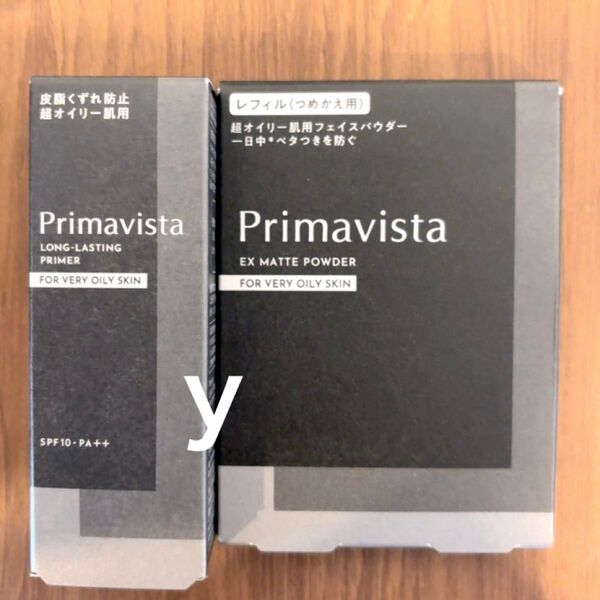 皮脂くずれ防止
超オイリー肌用
Primavista
LONG-LASTING
PRIMER
FOR VERY OILY SKIN
SPF10・PA++
レフィル(つめかえ用)
超オイリー肌用フェイスパウダー
一日中*ベタつきを防ぐ
Primavista
EX MATTE POWDER
FOR VERY OILY SKIN
y